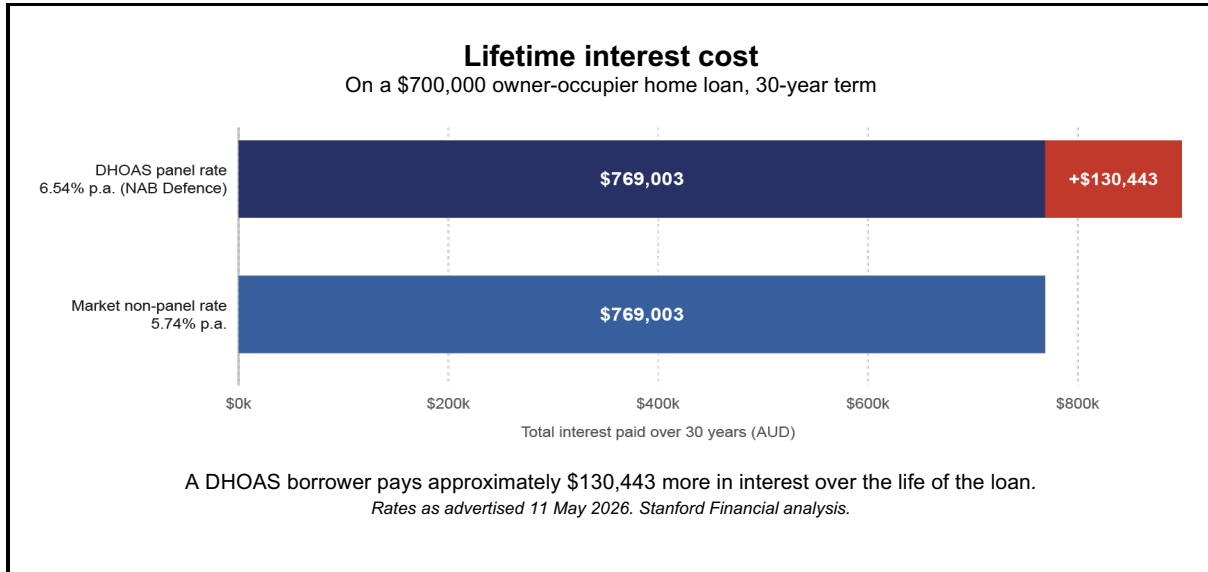 Lifetime interest cost
On a $700,000 owner-occupier home loan, 30-year term
DHOAS panel rate
6.54% p.a. (NAB Defence)
$769,003
+$130,443
Market non-panel rate
5.74% p.a.
$769,003
$0k
$200k
$400k
$600k
$800k
Total interest paid over 30 years (AUD)
A DHOAS borrower pays approximately $130,443 more in interest over the life of the loan.
Rates as advertised 11 May 2026. Stanford Financial analysis.